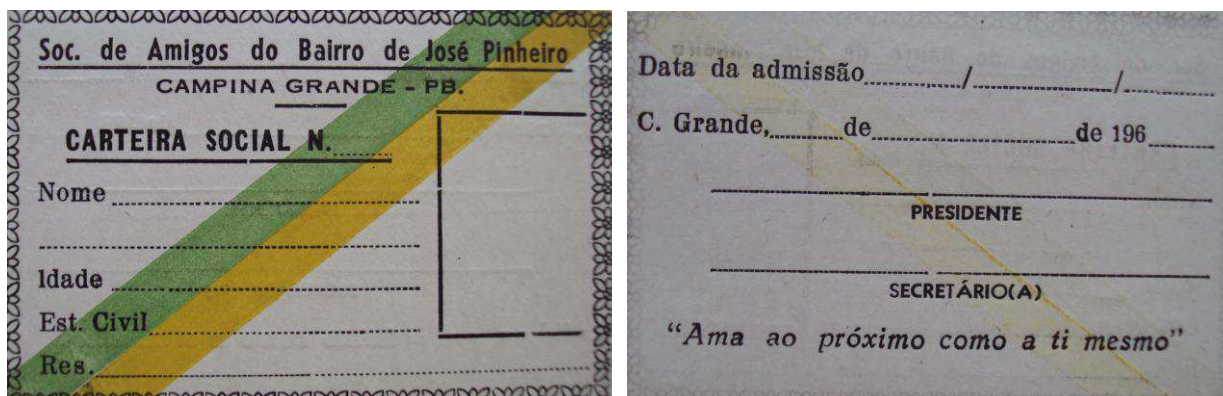 Soc. de Amigos do Bairro de José Pinheiro
CAMPINA GRANDE - PB.
CARTEIRA SOCIAL N.
Nome
Idade
Est. Civil
Res.
Data da admissão / /
C. Grande, de de 196
PRESIDENTE
SECRETÁRIO(A)
"Ama ao próximo como a ti mesmo"